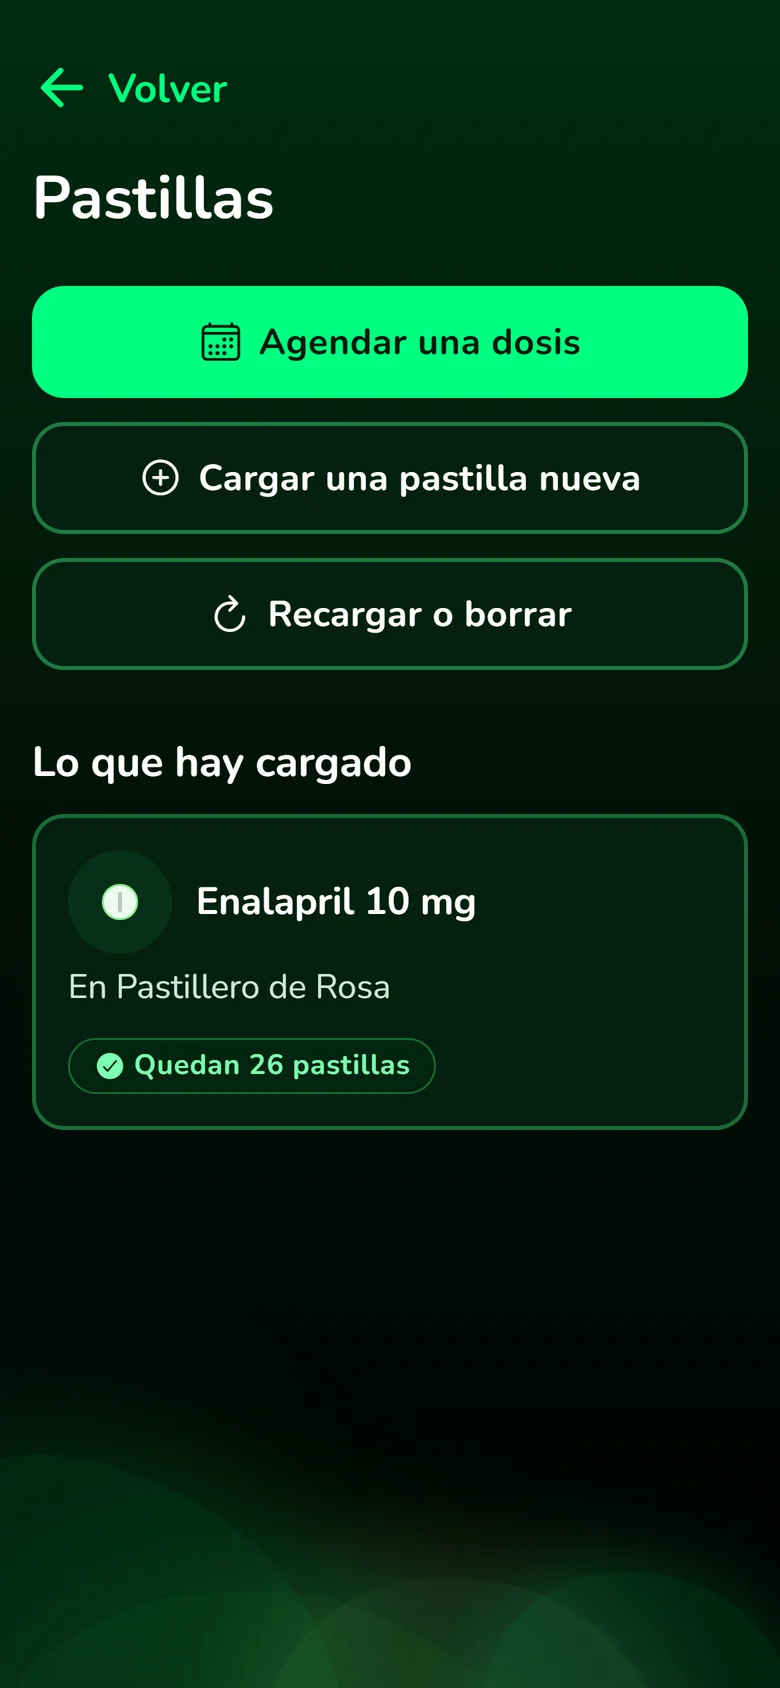 Volver
Pastillas
Agendar una dosis
Cargar una pastilla nueva
Recargar o borrar
Lo que hay cargado
Enalapril 10 mg
En Pastillero de Rosa
Quedan 26 pastillas